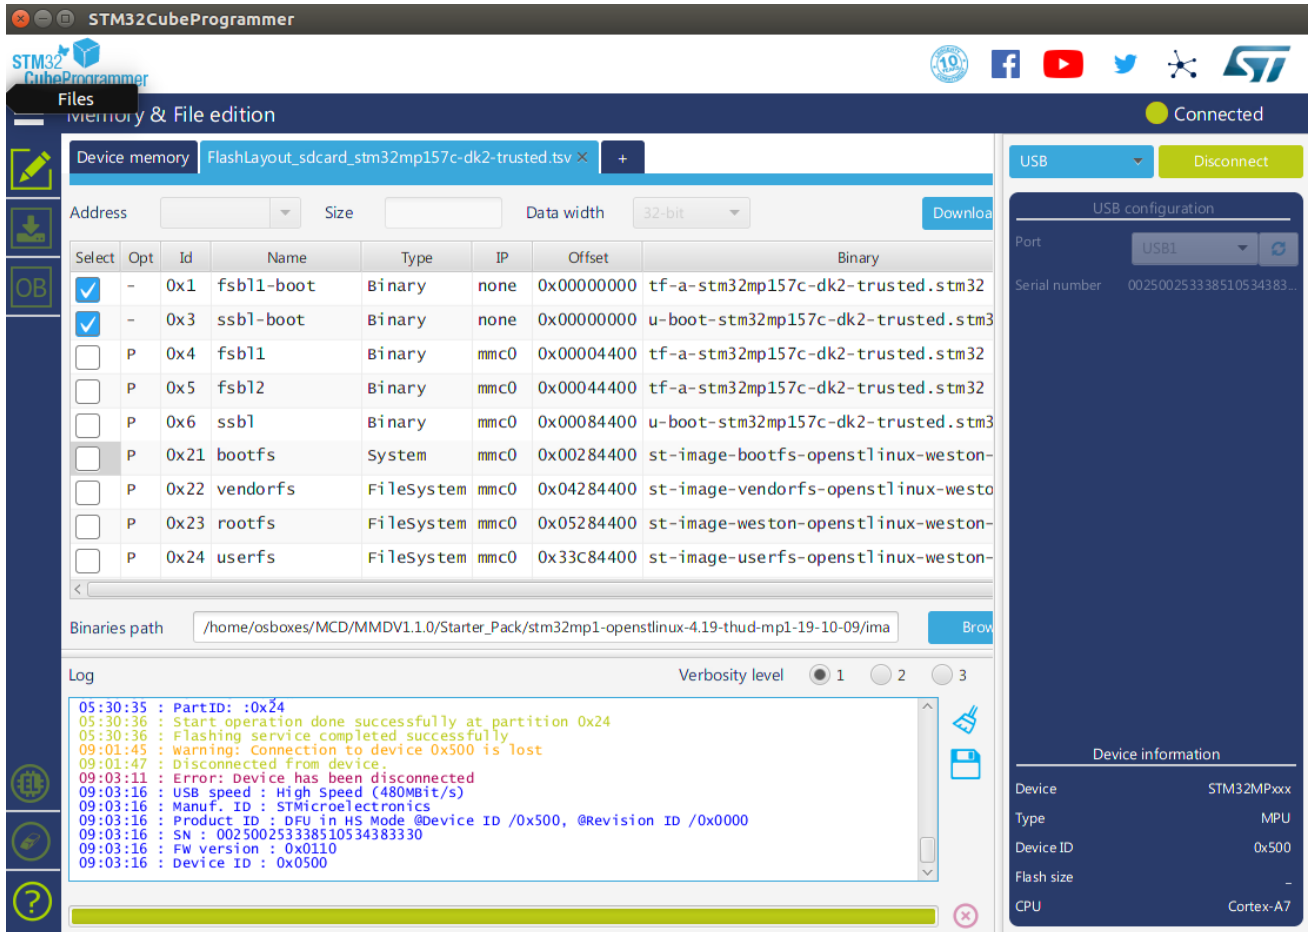 STM32CubeProgrammer
STM32
CubeProgrammer
10
Files
Memory & File edition
Connected
Device memory FlashLayout_sdcard_stm32mp157c-dk2-trusted.tsv × +
USB Disconnect
Address Size Data width 32-bit Downloa
USB configuration
Port USB1
Serial number 002500253338510534383...
Select Opt Id Name Type IP Offset Binary
- 0x1 fsbl1-boot Binary none 0x00000000 tf-a-stm32mp157c-dk2-trusted.stm32
- 0x3 ssbl-boot Binary none 0x00000000 u-boot-stm32mp157c-dk2-trusted.stm3
P 0x4 fsbl1 Binary mmc0 0x00004400 tf-a-stm32mp157c-dk2-trusted.stm32
P 0x5 fsbl2 Binary mmc0 0x00044400 tf-a-stm32mp157c-dk2-trusted.stm32
P 0x6 ssbl Binary mmc0 0x00084400 u-boot-stm32mp157c-dk2-trusted.stm3
P 0x21 bootfs System mmc0 0x00284400 st-image-bootfs-openstlinux-weston-
P 0x22 vendorfs FileSystem mmc0 0x04284400 st-image-vendorfs-openstlinux-westo
P 0x23 rootfs FileSystem mmc0 0x05284400 st-image-weston-openstlinux-weston-
P 0x24 userfs FileSystem mmc0 0x33C84400 st-image-userfs-openstlinux-weston-
OB
Binaries path /home/osboxes/MCD/MMDV1.1.0/Starter_Pack/stm32mp1-openstlinux-4.19-thud-mp1-19-10-09/ima Brow
Log Verbosity level 1 2 3
05:30:35 : PartID: :0x24
05:30:36 : Start operation done successfully at partition 0x24
05:30:36 : Flashing service completed successfully
09:01:45 : Warning: Connection to device 0x500 is lost
09:01:47 : Disconnected from device.
09:03:11 : Error: Device has been disconnected
09:03:16 : USB speed : High Speed (480MBit/s)
09:03:16 : Manuf. ID : STMicroelectronics
09:03:16 : Product ID : DFU in HS Mode @Device ID /0x500, @Revision ID /0x0000
09:03:16 : SN : 002500253338510534383330
09:03:16 : FW version : 0x0110
09:03:16 : Device ID : 0x0500
Device information
Device STM32MPxxx
Type MPU
Device ID 0x500
Flash size _
CPU Cortex-A7